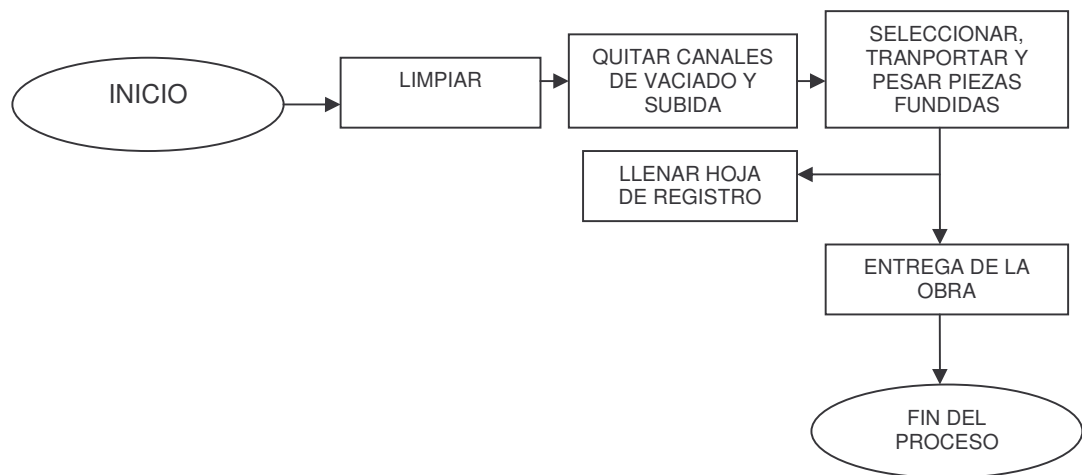 INICIO
LIMPIAR
QUITAR CANALES
DE VACIADO Y
SUBIDA
SELECCIONAR,
TRANPORTAR Y
PESAR PIEZAS
FUNDIDAS
LLENAR HOJA
DE REGISTRO
ENTREGA DE LA
OBRA
FIN DEL
PROCESO